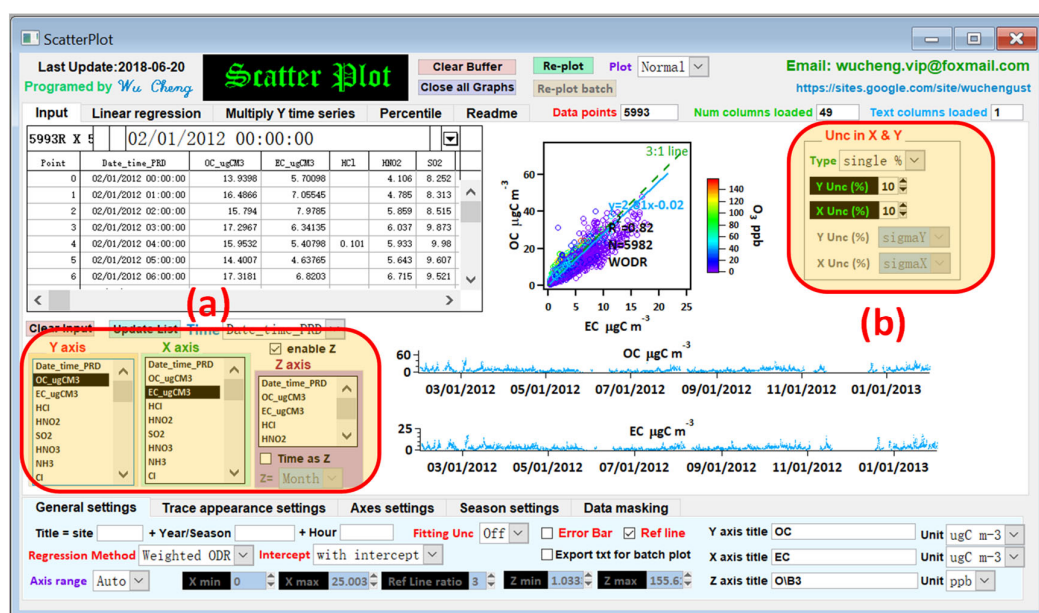 ScatterPlot
Last Update:2018-06-20
Programed by Wu Cheng
Scatter Plot
Clear Buffer
Close all Graphs
Re-plot
Plot Normal
Re-plot batch
Email: wucheng.vip@foxmail.com
https://sites.google.com/site/wuchengust
Input Linear regression Multiply Y time series Percentile Readme
Data points 5993 Num columns loaded 49 Text columns loaded 1
5993R X 5 02/01/2012 00:00:00
Point Date_time_PRD OC_ugCM3 EC_ugCM3 HCl HNO2 SO2
0 02/01/2012 00:00:00 13.9398 5.70098 4.106 8.252
1 02/01/2012 01:00:00 16.4866 7.05545 4.785 8.313
2 02/01/2012 02:00:00 15.794 7.9785 5.859 8.515
3 02/01/2012 03:00:00 17.2967 6.34135 6.037 9.873
4 02/01/2012 04:00:00 15.9532 5.40798 0.101 5.933 9.98
5 02/01/2012 05:00:00 14.4007 4.63765 5.643 9.607
6 02/01/2012 06:00:00 17.3181 6.8203 6.715 9.521
(a)
Clear Input Update List Time Date_time_PRD
Y axis
Date_time_PRD
OC_ugCM3
EC_ugCM3
HCl
HNO2
SO2
HNO3
NH3
Cl
X axis
Date_time_PRD
OC_ugCM3
EC_ugCM3
HCl
HNO2
SO2
HNO3
NH3
Cl
enable Z
Z axis
Date_time_PRD
OC_ugCM3
EC_ugCM3
HCl
HNO2
Time as Z
Z= Month
3:1 line
OC µgC m-3
60
40
20
0
R =0.82
N=5982
WODR
0 5 10 15 20 25
EC µgC m-3
140
120
100
80
60
40
20
0
O3 ppb
Unc in X & Y
Type single %
Y Unc (%) 10
X Unc (%) 10
Y Unc (%) sigmaY
X Unc (%) sigmaX
(b)
OC µgC m-3
60
0
03/01/2012 05/01/2012 07/01/2012 09/01/2012 11/01/2012 01/01/2013
EC µgC m-3
25
0
03/01/2012 05/01/2012 07/01/2012 09/01/2012 11/01/2012 01/01/2013
General settings Trace appearance settings Axes settings Season settings Data masking
Title = site + Year/Season + Hour Fitting Unc Off Error Bar Ref line Y axis title OC Unit ugC m-3
Regression Method Weighted ODR Intercept with intercept Export txt for batch plot X axis title EC Unit ugC m-3
Axis range Auto X min 0 X max 25.003 Ref Line ratio 3 Z min 1.033 Z max 155.6 Z axis title O\B3 Unit ppb